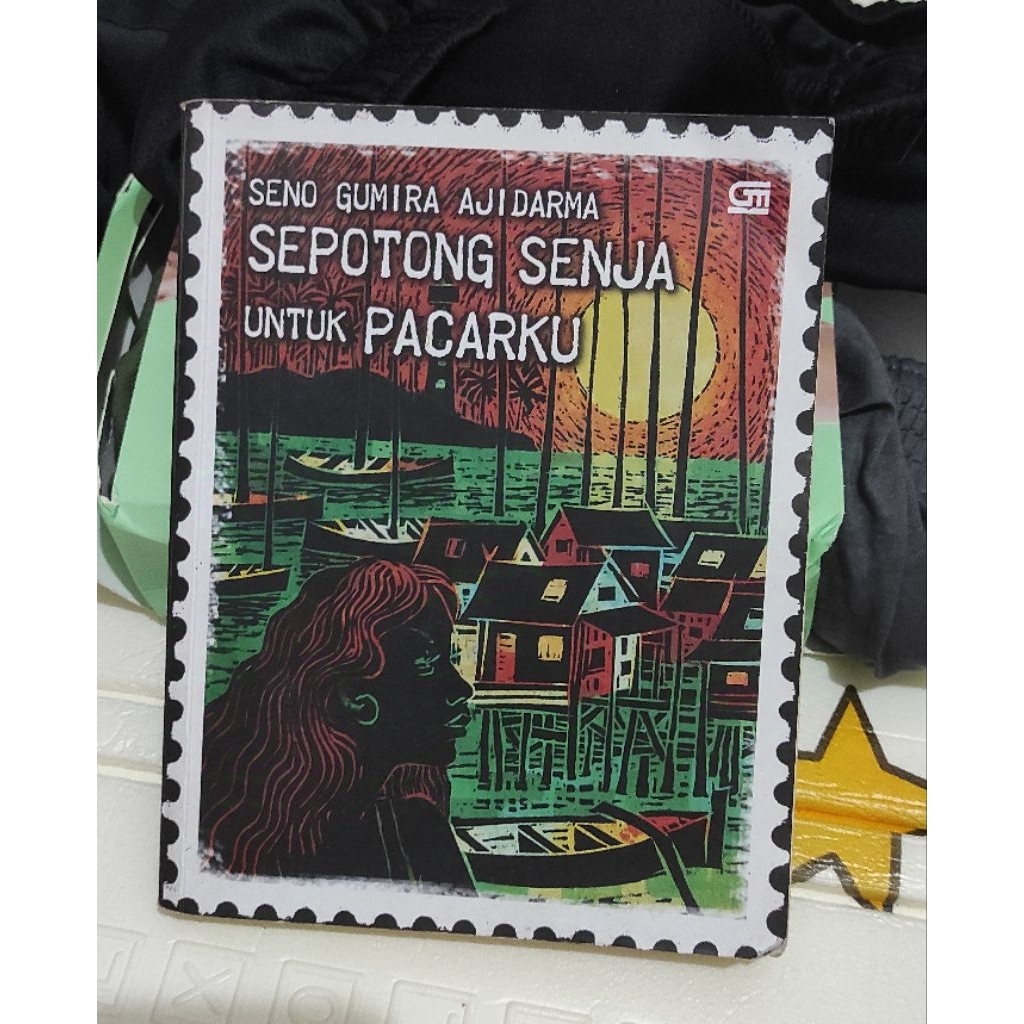 SENO GUMIRA AJIDARMA
SEPOTONG SENJA
UNTUK PACARKU